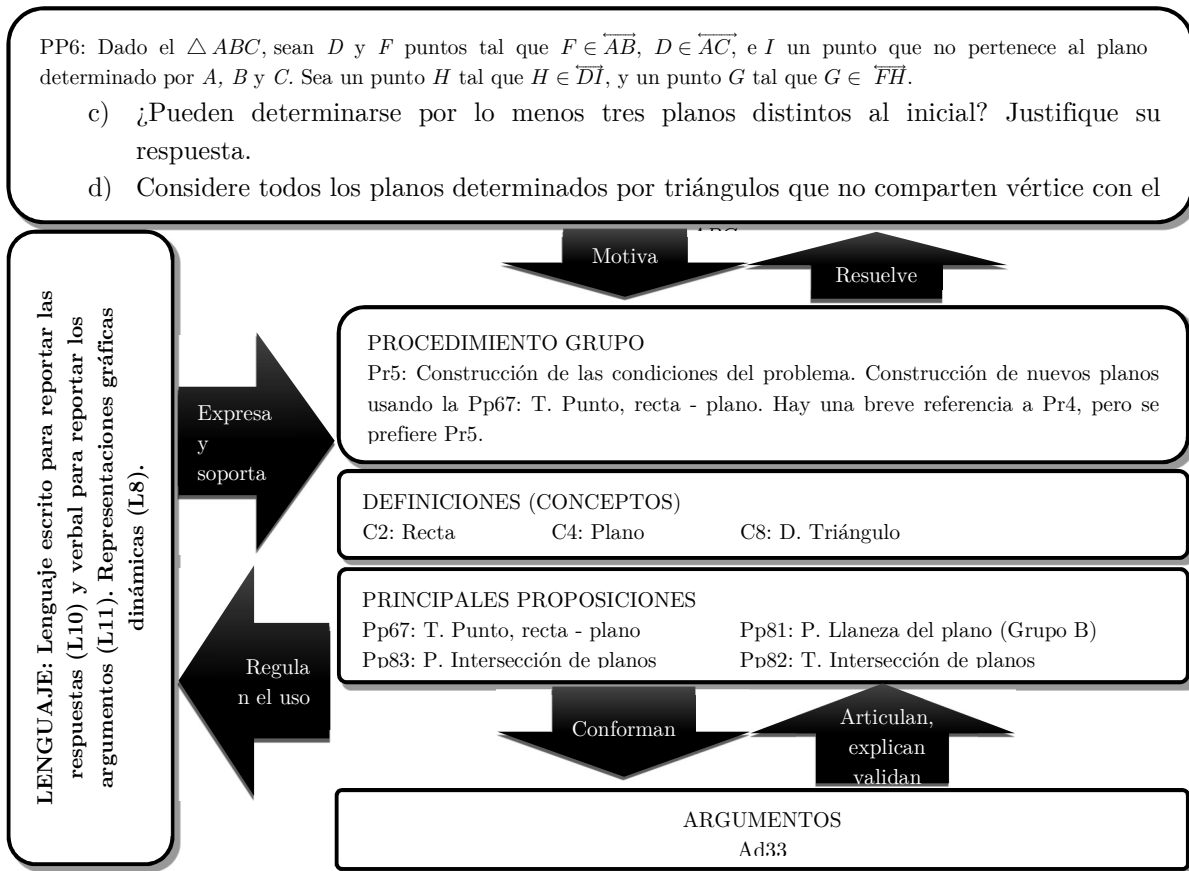 PP6: Dado el △ ABC, sean D y F puntos tal que F ∈ AB, D ∈ AC, e I un punto que no pertenece al plano
determinado por A, B y C. Sea un punto H tal que H ∈ DI, y un punto G tal que G ∈ FH.
c) ¿Pueden determinarse por lo menos tres planos distintos al inicial? Justifique su
respuesta.
d) Considere todos los planos determinados por triángulos que no comparten vértice con el
Motiva
Resuelve
LENGUAJE: Lenguaje escrito para reportar las
respuestas (L10) y verbal para reportar los
argumentos (L11). Representaciones gráficas
dinámicas (L8).
Expresa
y
soporta
PROCEDIMIENTO GRUPO
Pr5: Construcción de las condiciones del problema. Construcción de nuevos planos
usando la Pp67: T. Punto, recta - plano. Hay una breve referencia a Pr4, pero se
prefiere Pr5.
DEFINICIONES (CONCEPTOS)
C2: Recta C4: Plano C8: D. Triángulo
Regula
n el uso
PRINCIPALES PROPOSICIONES
Pp67: T. Punto, recta - plano Pp81: P. Llaneza del plano (Grupo B)
Pp83: P. Intersección de planos Pp82: T. Intersección de planos
Conforman
Articulan,
explican
validan
ARGUMENTOS
Ad33